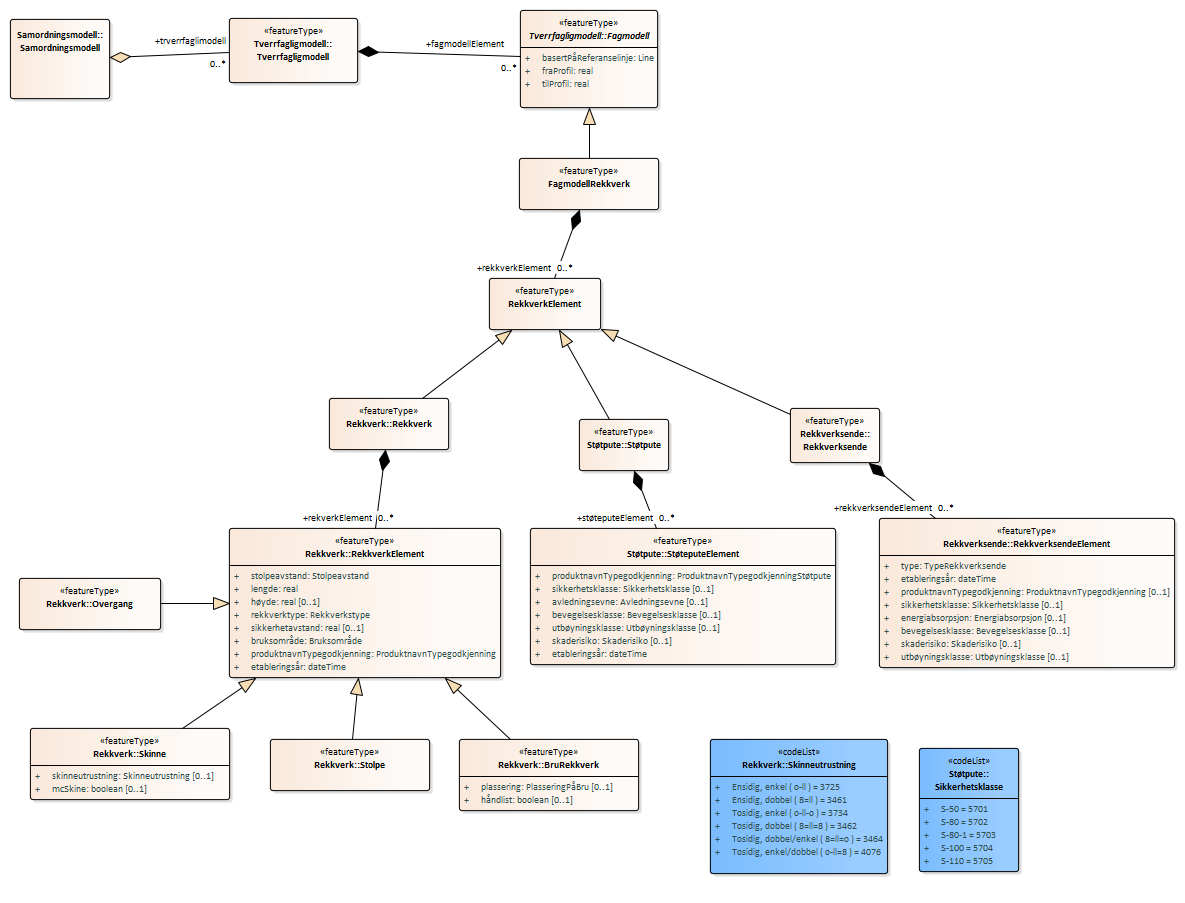 Samordningsmodell::
Samordningsmodell
+trverrfaglimodell
0..*
«featureType»
Tverrfagligmodell::
Tverrfagligmodell
+fagmodellElement
0..*
«featureType»
Tverrfagligmodell::Fagmodell
+ basertPåReferanselinje: Line
+ fraProfil: real
+ tilProfil: real
«featureType»
FagmodellRekkverk
+rekkverkElement 0..*
«featureType»
RekkverkElement
«featureType»
Rekkverk::Rekkverk
«featureType»
Støtpute::Støtpute
«featureType»
Rekkverksende::
Rekkverksende
+rekverkElement 0..*
+støteputeElement 0..*
+rekkverksendeElement 0..*
«featureType»
Rekkverk::Overgang
«featureType»
Rekkverk::RekkverkElement
+ stolpeavstand: Stolpeavstand
+ lengde: real
+ høyde: real [0..1]
+ rekkverktype: Rekkverkstype
+ sikkerhetavstand: real [0..1]
+ bruksområde: Bruksområde
+ produktnavnTypegodkjenning: ProduktnavnTypegodkjenning
+ etableringsår: dateTime
«featureType»
Støtpute::StøteputeElement
+ produktnavnTypegodkjenning: ProduktnavnTypegodkjenningStøtpute
+ sikkerhetsklasse: Sikkerhetsklasse [0..1]
+ avledningsevne: Avledningsevne [0..1]
+ bevegelsesklasse: Bevegelsesklasse [0..1]
+ utbøyningsklasse: Utbøyningsklasse [0..1]
+ skaderisiko: Skaderisiko [0..1]
+ etableringsår: dateTime
«featureType»
Rekkverksende::RekkverksendeElement
+ type: TypeRekkverksende
+ etableringsår: dateTime
+ produktnavnTypegodkjenning: ProduktnavnTypegodkjenning [0..1]
+ sikkerhetsklasse: Sikkerhetsklasse [0..1]
+ energiabsorpsjon: Energiabsorpsjon [0..1]
+ bevegelsesklasse: Bevegelsesklasse [0..1]
+ skaderisiko: Skaderisiko [0..1]
+ utbøyningsklasse: Utbøyningsklasse [0..1]
«featureType»
Rekkverk::Skinne
+ skinneutrustning: Skinneutrustning [0..1]
+ mcSkine: boolean [0..1]
«featureType»
Rekkverk::Stolpe
«featureType»
Rekkverk::BruRekkverk
+ plassering: PlasseringPåBru [0..1]
+ håndlist: boolean [0..1]
«codeList»
Rekkverk::Skinneutrustning
+ Ensidig, enkel ( o-ll ) = 3725
+ Ensidig, dobbel ( 8=ll ) = 3461
+ Tosidig, enkel ( o-ll-o ) = 3734
+ Tosidig, dobbel ( 8=ll=8 ) = 3462
+ Tosidig, dobbel/enkel ( 8=ll=o ) = 3464
+ Tosidig, enkel/dobbel ( o-ll=8 ) = 4076
«codeList»
Støtpute::
Sikkerhetsklasse
+ S-50 = 5701
+ S-80 = 5702
+ S-80-1 = 5703
+ S-100 = 5704
+ S-110 = 5705